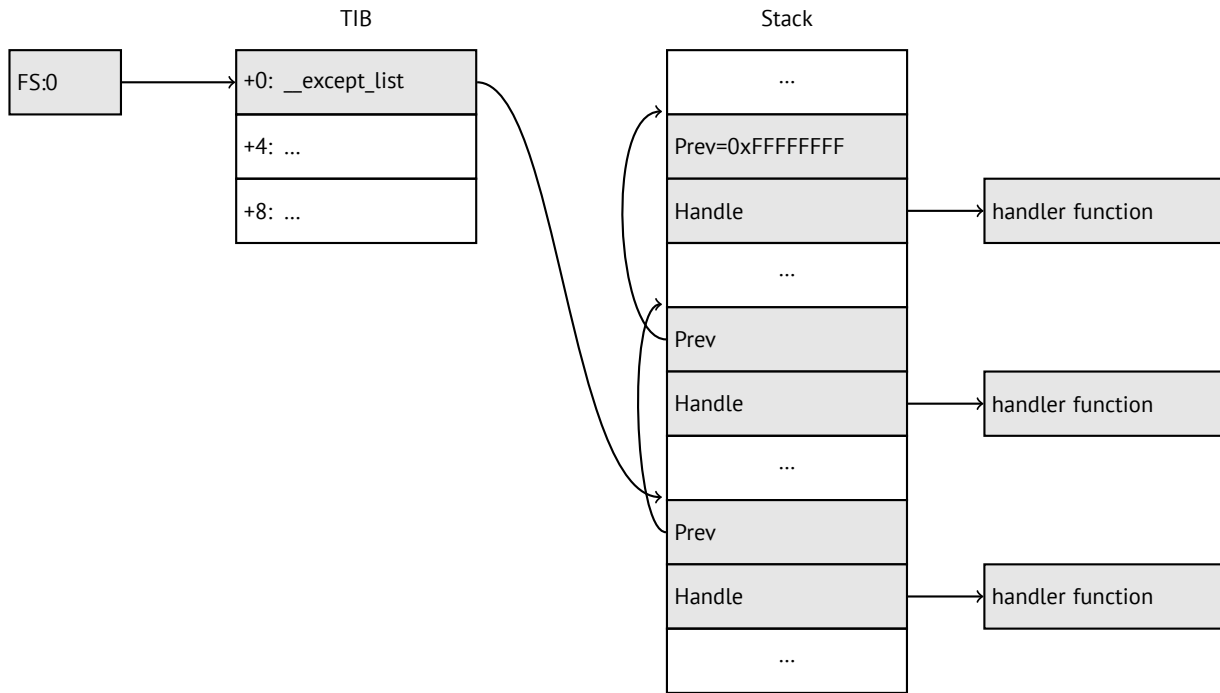 TIB
Stack
FS:0
+0: __except_list
+4: ...
+8: ...
...
Prev=0xFFFFFFFF
Handle
handler function
...
Prev
Handle
handler function
...
Prev
Handle
handler function
...